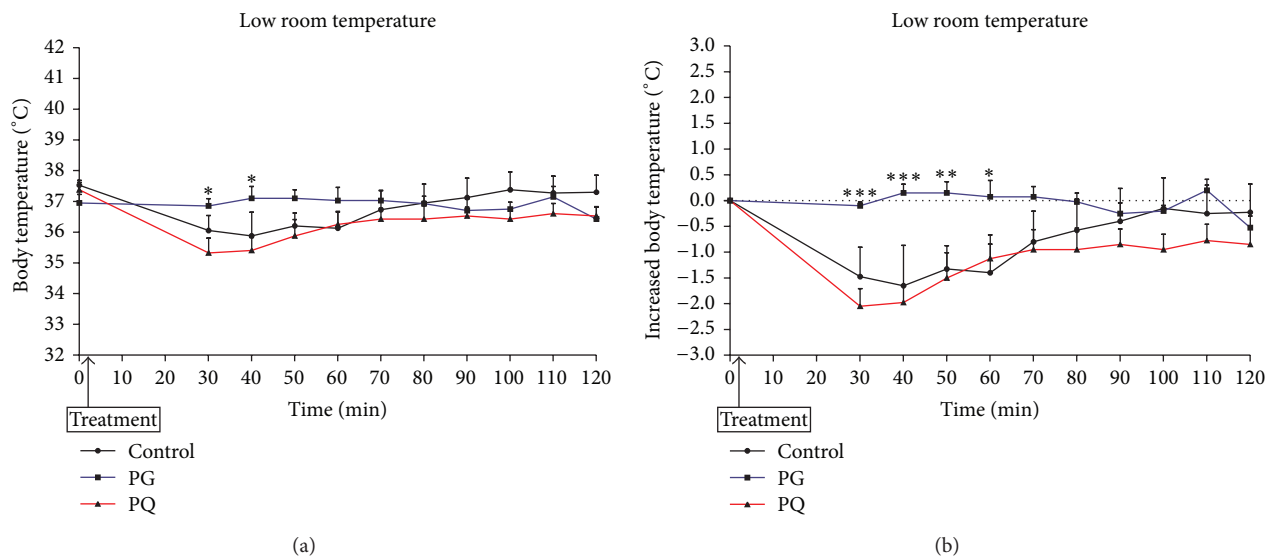 Low room temperature
42
41
40
39
38
37
36
35
34
33
32
Body temperature (˚C)
* *
0 10 20 30 40 50 60 70 80 90 100 110 120
Time (min)
Treatment
Control
PG
PQ
(a)
Low room temperature
3.0
2.5
2.0
1.5
1.0
0.5
0.0
−0.5
−1.0
−1.5
−2.0
−2.5
−3.0
Increased body temperature (˚C)
*** *** ** *
0 10 20 30 40 50 60 70 80 90 100 110 120
Time (min)
Treatment
Control
PG
PQ
(b)